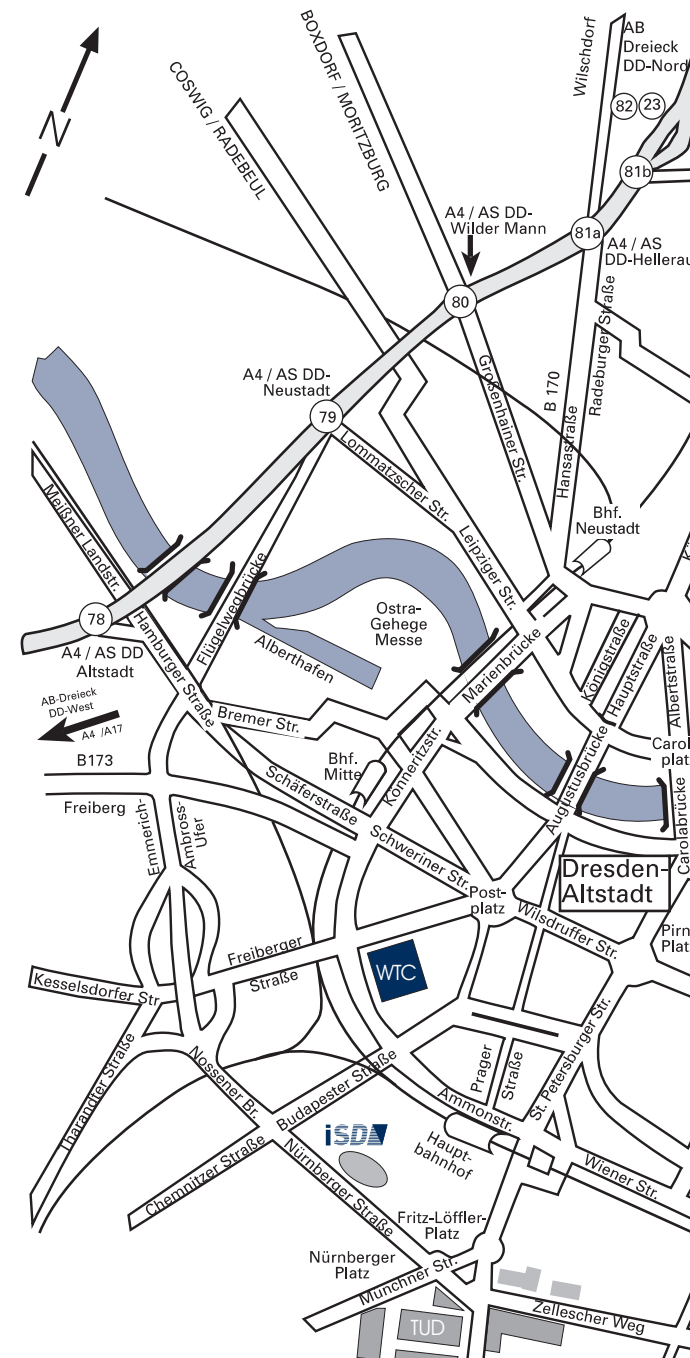 BOXDORF / MORITZBURG
Wilschdorf
AB
Dreieck
DD-Nord
COSWIG / RADEBEUL
82
23
N
81b
A4 / AS DD-
Wilder Mann
81a
A4 / AS
DD-Hellerau
80
Radeburger Straße
B 170
Hansastraße
Großenhainer Str.
A4 / AS DD-
Neustadt
79
Lommatzscher Str.
Leipziger Str.
Bhf.
Neustadt
Meißner Landstr.
78
A4 / AS DD
Altstadt
Hamburger Straße
Flügelwegbrücke
Alberthafen
Ostra-
Gehege
Messe
Marienbrücke
Königstraße
Hauptstraße
Albertstraße
AB-Dreieck
DD-West
A4 /A17
Bremer Str.
B173
Freiberg
Emmerich-
Ambross-
Ufer
Schäferstraße
Bhf.
Mitte
Könneritzstr.
Augustusbrücke
Carol
platz
Carolabrücke
Schweriner Str.
Post-
platz
Dresden-
Altstadt
Wilsdruffer Str.
Pirn
Platz
Freiberger
Straße
WTC
Kesselsdorfer Str.
Tharandter Straße
Nossener Br.
Budapester Straße
Ammonstr.
Prager
Straße
St. Petersburger Str.
iSD
Haupt-
bahnhof
Wiener Str.
Chemnitzer Straße
Nürnberger Straße
Fritz-Löffler-
Platz
Nürnberger
Platz
Münchner Str.
Zellescher Weg
TUD